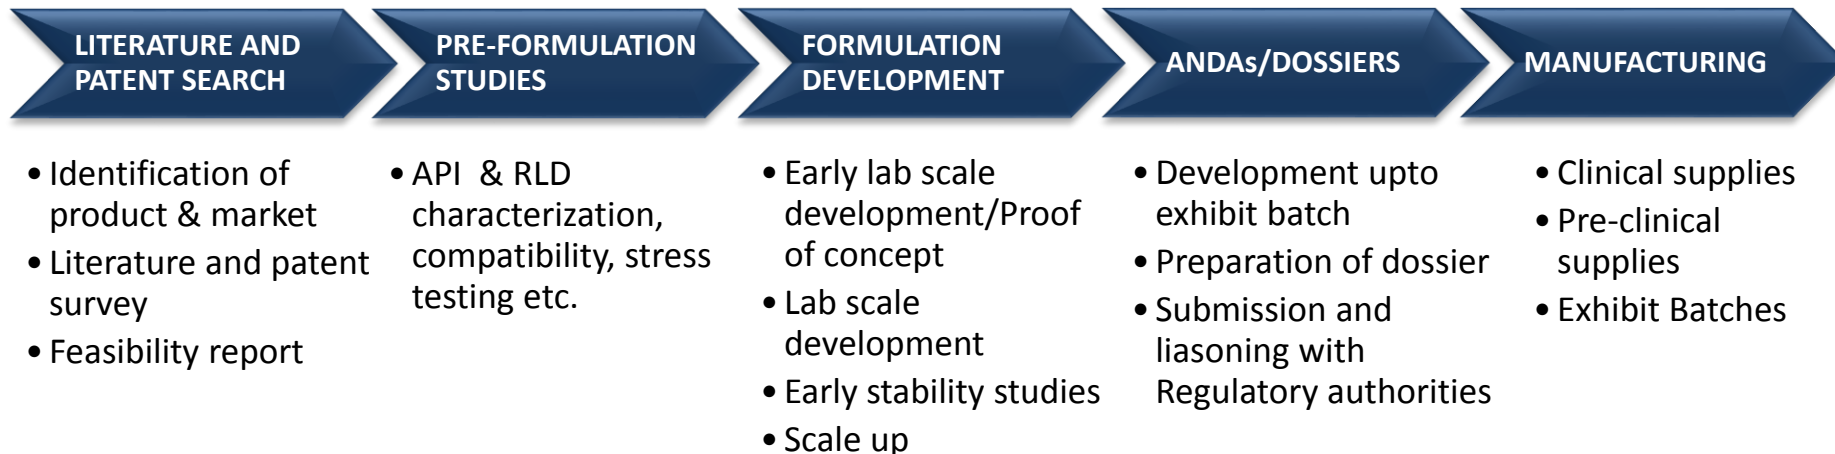 LITERATURE AND
PATENT SEARCH
PRE-FORMULATION
STUDIES
FORMULATION
DEVELOPMENT
ANDAs/DOSSIERS
MANUFACTURING
• Identification of
product & market
• Literature and patent
survey
• Feasibility report
• API & RLD
characterization,
compatibility, stress
testing etc.
• Early lab scale
development/Proof
of concept
• Lab scale
development
• Early stability studies
• Scale up
• Development upto
exhibit batch
• Preparation of dossier
• Submission and
liasoning with
Regulatory authorities
• Clinical supplies
• Pre-clinical
supplies
• Exhibit Batches